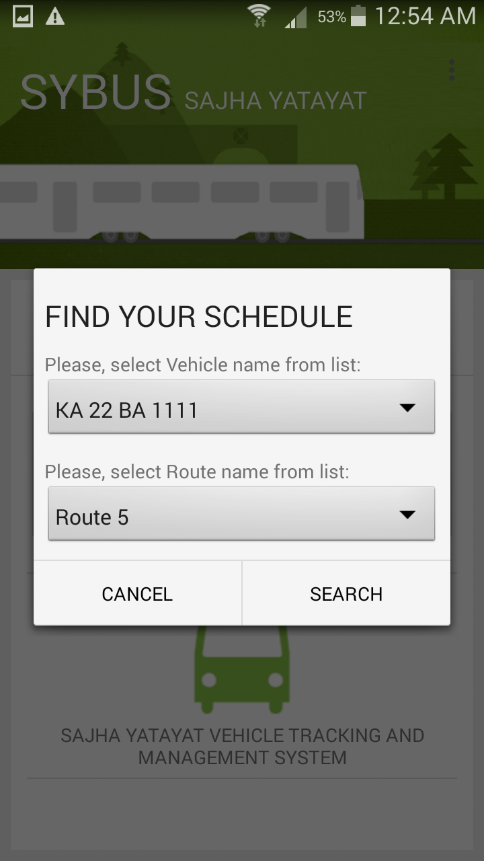 53% 12:54 AM
SYBUS SAJHA YATAYAT
FIND YOUR SCHEDULE
Please, select Vehicle name from list:
KA 22 BA 1111
Please, select Route name from list:
Route 5
CANCEL SEARCH
SAJHA YATAYAT VEHICLE TRACKING AND
MANAGEMENT SYSTEM